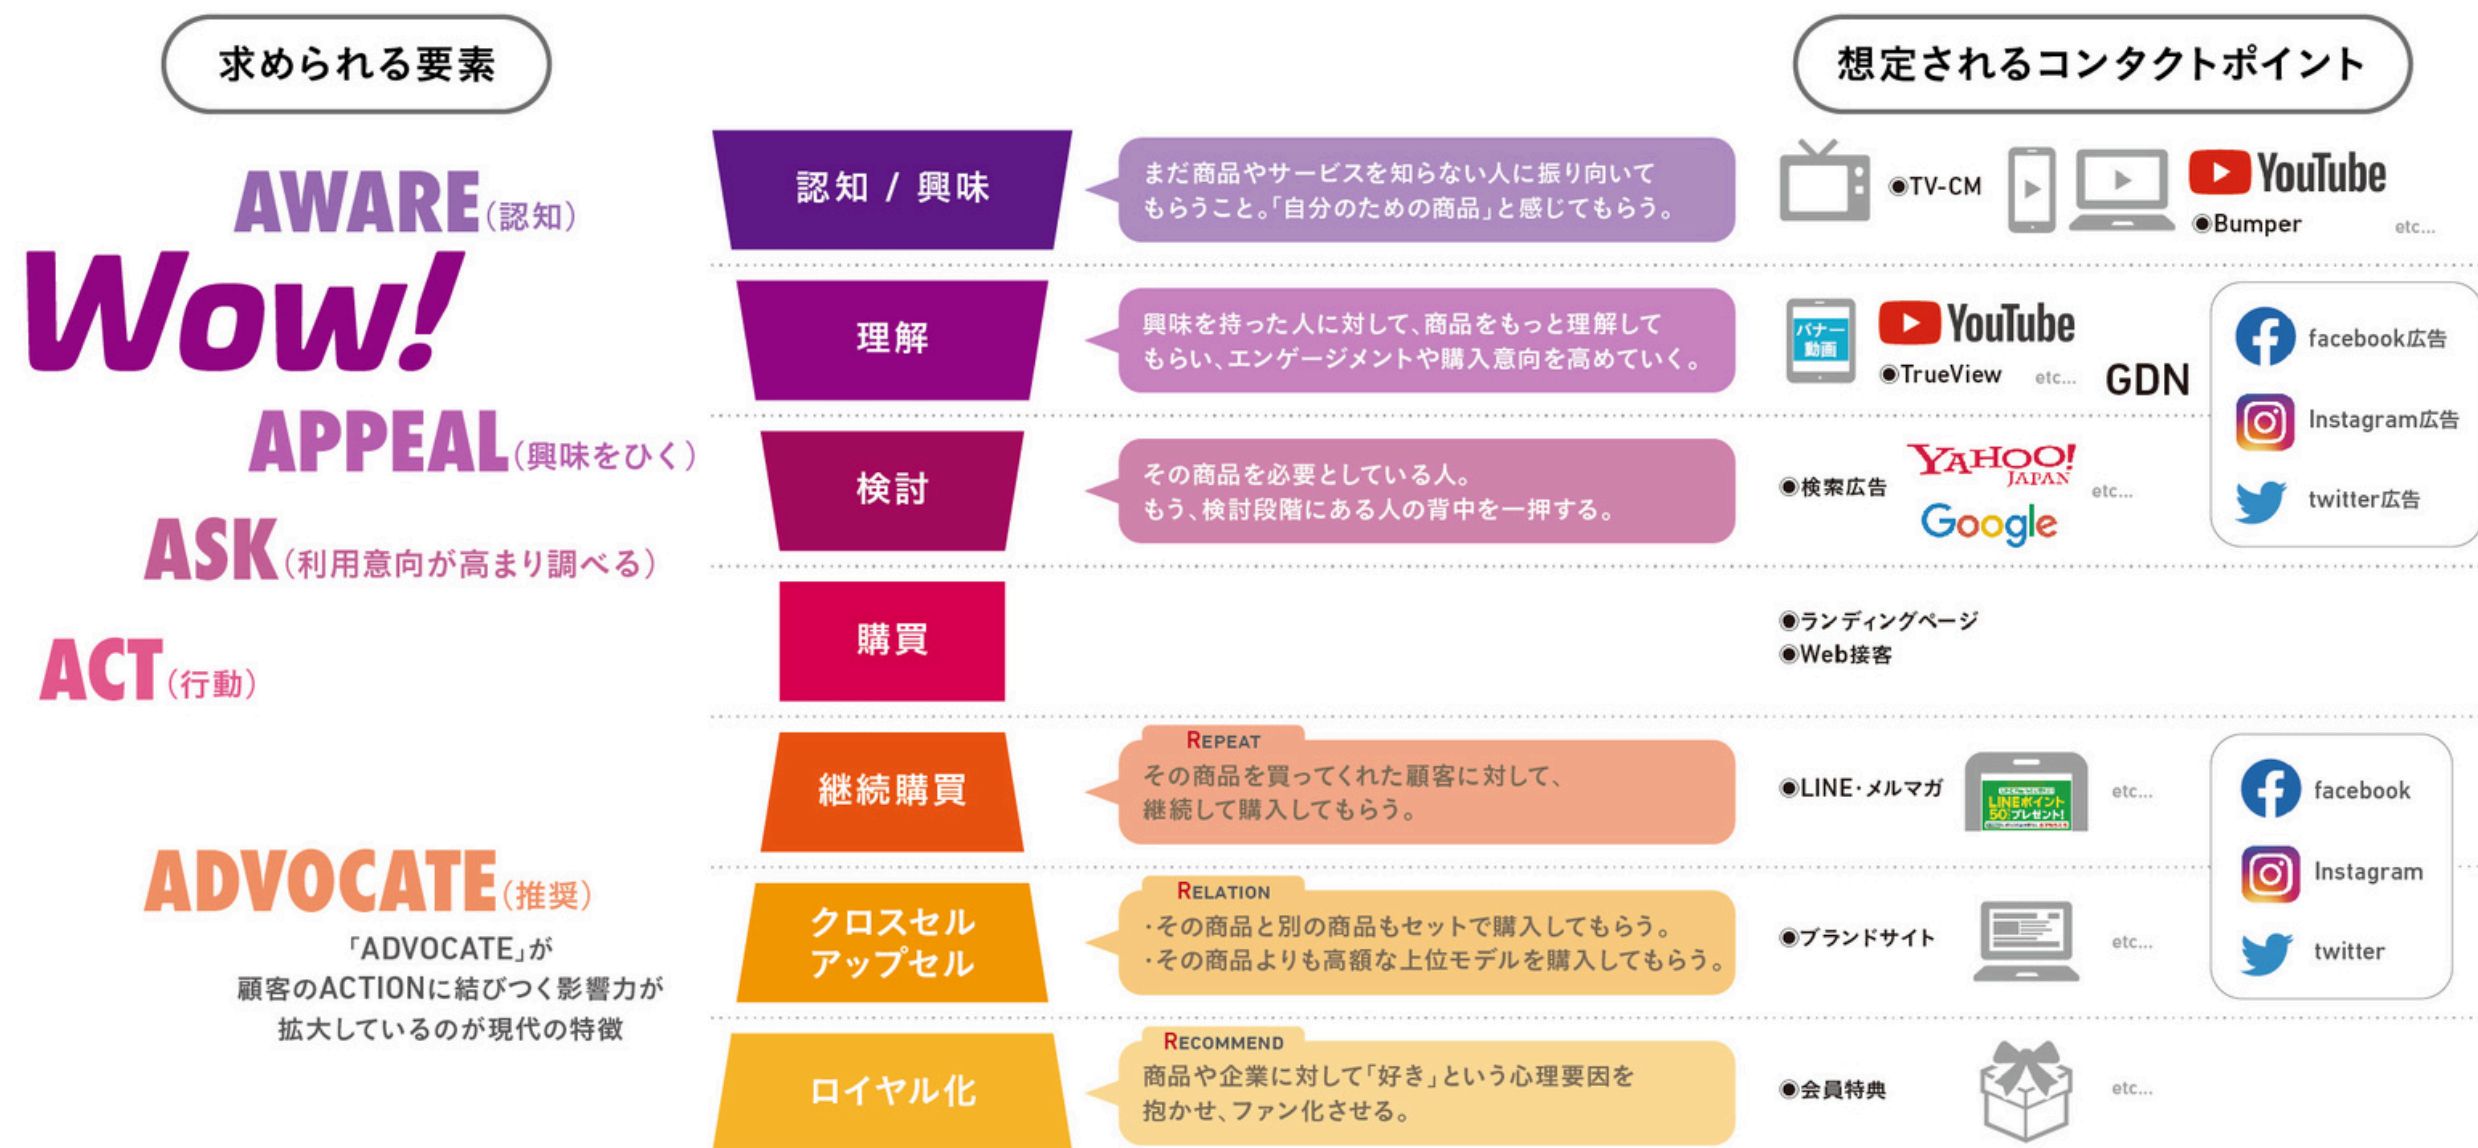 求められる要素
想定されるコンタクトポイント
AWARE(認知)
Wow!
APPEAL(興味をひく)
ASK(利用意向が高まり調べる)
ACT(行動)
ADVOCATE(推奨)
「ADVOCATE」が
顧客のACTIONに結びつく影響力が
拡大しているのが現代の特徴
認知 / 興味
まだ商品やサービスを知らない人に振り向いて
もらうこと。「自分のための商品」と感じてもらう。
◉TV-CM
YouTube
◉Bumper
etc...
理解
興味を持った人に対して、商品をもっと理解して
もらい、エンゲージメントや購入意向を高めていく。
バナー
動画
YouTube
◉TrueView
etc...
GDN
検討
その商品を必要としている人。
もう、検討段階にある人の背中を一押する。
◉検索広告
YAHOO!
JAPAN
Google
etc...
facebook広告
Instagram広告
twitter広告
購買
◉ランディングページ
◉Web接客
継続購買
REPEAT
その商品を買ってくれた顧客に対して、
継続して購入してもらう。
◉LINE・メルマガ
LINEポイント
50 プレゼント!
etc...
クロスセル
アップセル
RELATION
・その商品と別の商品もセットで購入してもらう。
・その商品よりも高額な上位モデルを購入してもらう。
◉ブランドサイト
etc...
facebook
Instagram
twitter
ロイヤル化
RECOMMEND
商品や企業に対して「好き」という心理要因を
抱かせ、ファン化させる。
◉会員特典
etc...